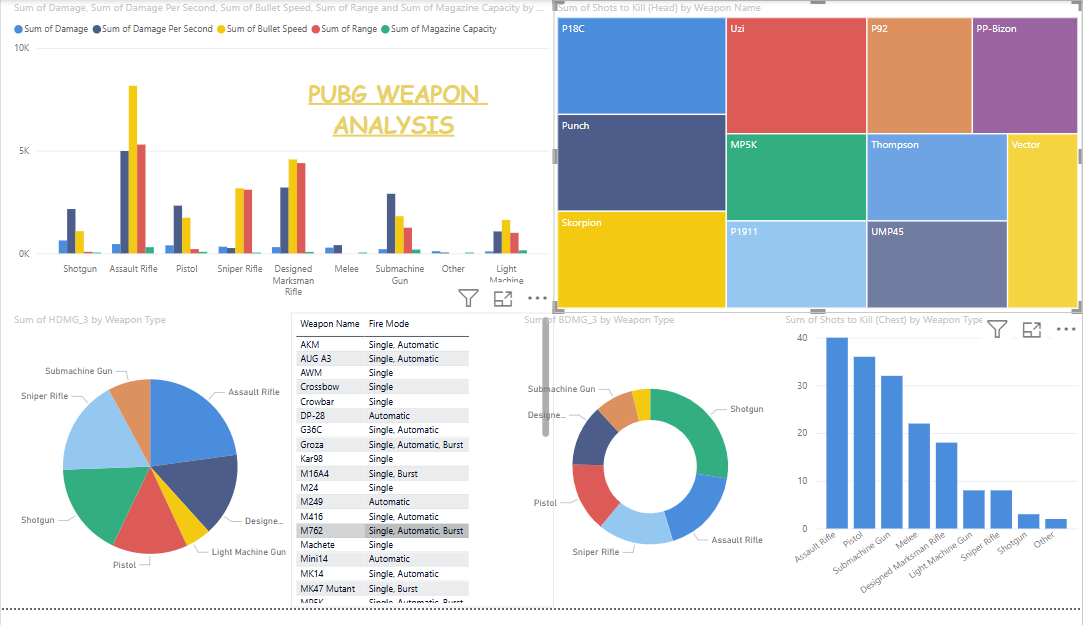 Sum of Damage, Sum of Damage Per Second, Sum of Bullet Speed, Sum of Range and Sum of Magazine Capacity by ...
Sum of Damage Sum of Damage Per Second Sum of Bullet Speed Sum of Range Sum of Magazine Capacity
10K
5K
0K
PUBG WEAPON
ANALYSIS
Shotgun
Assault Rifle
Pistol
Sniper Rifle
Designed
Marksman
Rifle
Melee
Submachine
Gun
Other
Light
Machine
Sum of Shots to Kill (Head) by Weapon Name
P18C
Uzi
P92
PP-Bizon
Punch
MP5K
Thompson
Vector
Skorpion
P1911
UMP45
Sum of HDMG_3 by Weapon Type
Submachine Gun
Assault Rifle
Sniper Rifle
Shotgun
Designe...
Light Machine Gun
Pistol
Weapon Name Fire Mode
AKM Single, Automatic
AUG A3 Single, Automatic
AWM Single
Crossbow Single
Crowbar Single
DP-28 Automatic
G36C Single, Automatic
Groza Single, Automatic, Burst
Kar98 Single
M16A4 Single, Burst
M24 Single
M249 Automatic
M416 Single, Automatic
M762 Single, Automatic, Burst
Machete Single
Mini14 Automatic
MK14 Single, Automatic
MK47 Mutant Single, Burst
MP5K Single, Automatic, Burst
Sum of BDMG_3 by Weapon Type
Submachine Gun
Designe...
Shotgun
Pistol
Sniper Rifle
Assault Rifle
Sum of Shots to Kill (Chest) by Weapon Type
40
30
20
10
0
Assault Rifle
Pistol
Submachine Gun
Melee
Designed Marksman Rifle
Light Machine Gun
Sniper Rifle
Shotgun
Other